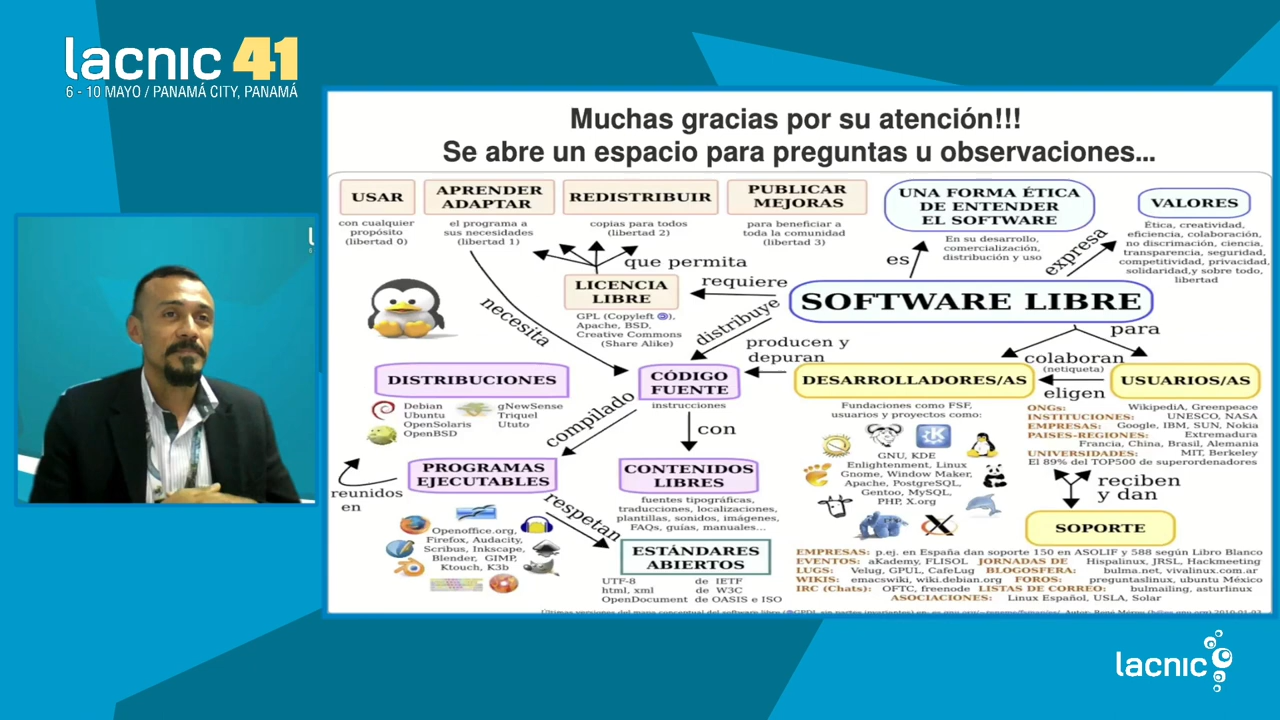 lacnic 41
6 - 10 MAYO / PANAMÁ CITY, PANAMÁ
Muchas gracias por su atención!!!
Se abre un espacio para preguntas u observaciones...
USAR
con cualquier
propósito
(libertad 0)
APRENDER
ADAPTAR
el programa a
sus necesidades
(libertad 1)
REDISTRIBUIR
copias para todos
(libertad 2)
PUBLICAR
MEJORAS
para beneficiar a
toda la comunidad
(libertad 3)
UNA FORMA ÉTICA
DE ENTENDER
EL SOFTWARE
En su desarrollo,
comercialización,
distribución y uso
VALORES
Ética, creatividad,
eficiencia, colaboración,
no discriminación, ciencia,
transparencia, seguridad,
competitividad, privacidad,
solidaridad,y sobre todo,
libertad
es
expresa
que permita
LICENCIA
LIBRE
GPL (Copyleft),
Apache, BSD,
Creative Commons
(Share Alike)
requiere
SOFTWARE LIBRE
necesita
distribuye
producen y
depuran
para
colaboran
(netiqueta)
eligen
DISTRIBUCIONES
Debian
Ubuntu
OpenSolaris
OpenBSD
gNewSense
Triquel
Ututo
CÓDIGO
FUENTE
instrucciones
DESARROLLADORES/AS
Fundaciones como FSF,
usuarios y proyectos como:
GNU, KDE
Enlightenment, Linux
Gnome, Window Maker,
Apache, PostgreSQL,
Gentoo, MySQL,
PHP, X.org
USUARIOS/AS
ONGs: WikipediA, Greenpeace
INSTITUCIONES: UNESCO, NASA
EMPRESAS: Google, IBM, SUN, Nokia
PAISES-REGIONES: Extremadura
Francia, China, Brasil, Alemania
UNIVERSIDADES: MIT, Berkeley
El 89% del TOP500 de superordenadores
compilado
con
reunidos
en
PROGRAMAS
EJECUTABLES
Openoffice.org,
Firefox, Audacity,
Scribus, Inkscape,
Blender, GIMP,
Ktouch, K3b
respetan
CONTENIDOS
LIBRES
fuentes tipográficas,
traducciones, localizaciones,
plantillas, sonidos, imágenes,
FAQs, guías, manuales...
ESTÁNDARES
ABIERTOS
UTF-8 de IETF
html, xml de W3C
OpenDocument de OASIS e ISO
reciben
y dan
SOPORTE
EMPRESAS: p.ej. en España dan soporte 150 en ASOLIF y 588 según Libro Blanco
EVENTOS: aKademy, FLISOL JORNADAS DE Hispalinux, JRSL, Hackmeeting
LUGS: Velug, GPUL, CafeLug BLOGOSFERA: bulma.net, vivalinux.com.ar
WIKIS: emacswiki, wiki.debian.org FOROS: preguntaslinux, ubuntu México
IRC (Chats): OFTC, freenode LISTAS DE CORREO: bulmailing, asturlinux
ASOCIACIONES: Linux Español, USLA, Solar
lacnic